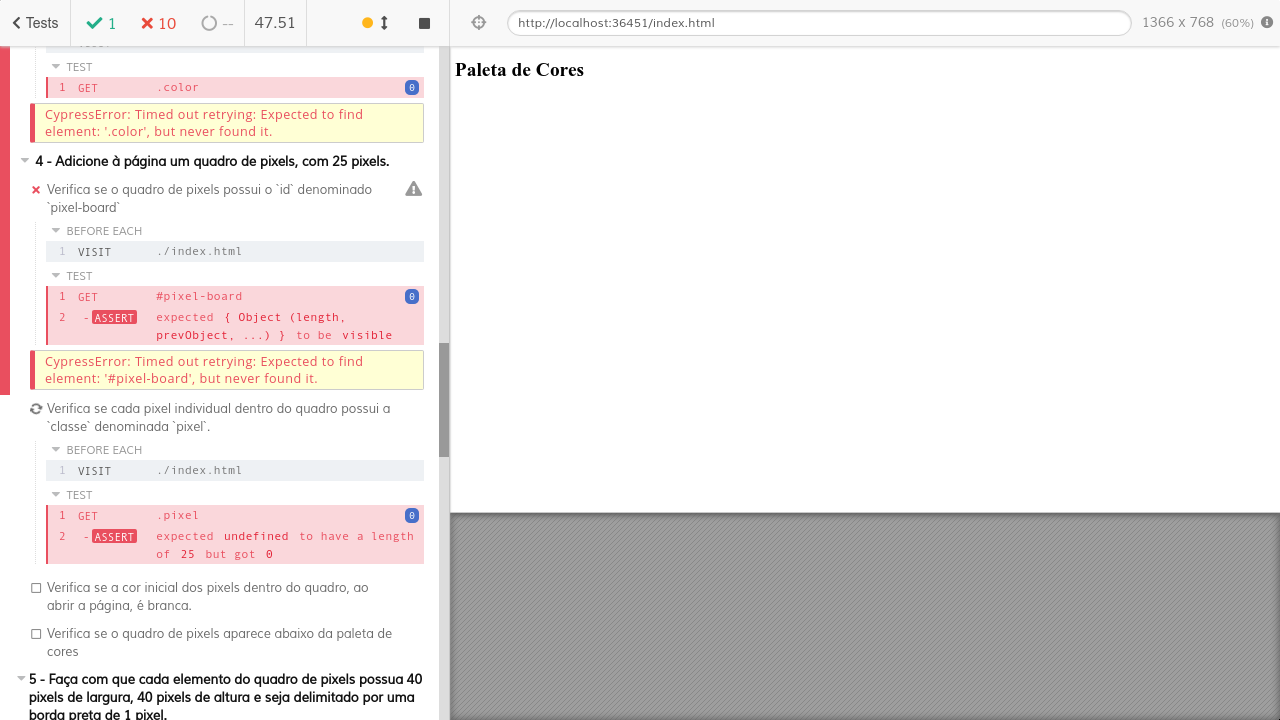 Tests
1
10
--
47.51
http://localhost:36451/index.html
1366 x 768 (60%)
TEST
1 GET .color 0
CypressError: Timed out retrying: Expected to find
element: '.color', but never found it.
4 - Adicione à página um quadro de pixels, com 25 pixels.
Verifica se o quadro de pixels possui o `id` denominado
`pixel-board`
BEFORE EACH
1 VISIT ./index.html
TEST
1 GET #pixel-board 0
2 -ASSERT expected { Object (length,
prevObject, ...) } to be visible
CypressError: Timed out retrying: Expected to find
element: '#pixel-board', but never found it.
Verifica se cada pixel individual dentro do quadro possui a
`classe` denominada `pixel`.
BEFORE EACH
1 VISIT ./index.html
TEST
1 GET .pixel 0
2 -ASSERT expected undefined to have a length
of 25 but got 0
Verifica se a cor inicial dos pixels dentro do quadro, ao
abrir a página, é branca.
Verifica se o quadro de pixels aparece abaixo da paleta de
cores
5 - Faça com que cada elemento do quadro de pixels possua 40
pixels de largura, 40 pixels de altura e seja delimitado por uma
borda preta de 1 pixel.
Paleta de Cores